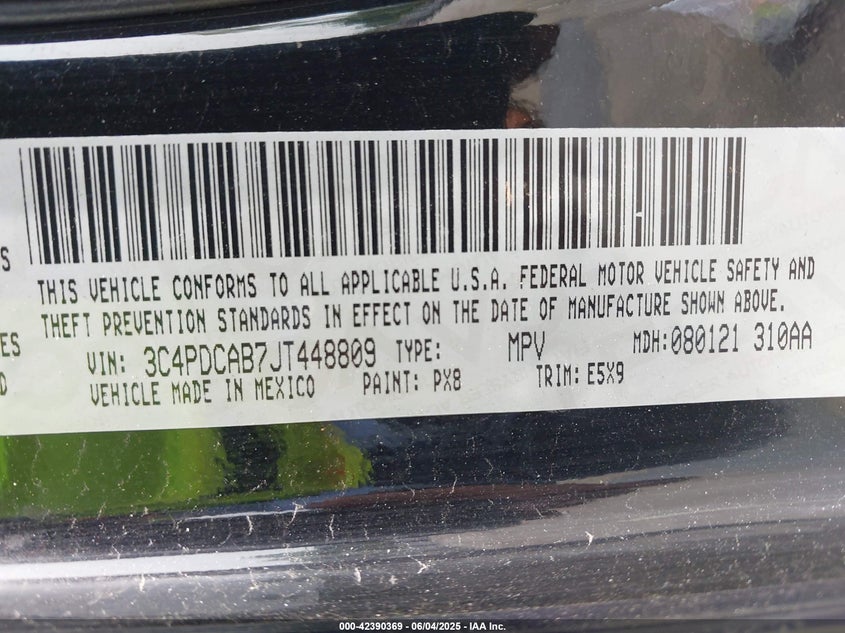 S
THIS VEHICLE CONFORMS TO ALL APPLICABLE U.S.A. FEDERAL MOTOR VEHICLE SAFETY AND
THEFT PREVENTION STANDARDS IN EFFECT ON THE DATE OF MANUFACTURE SHOWN ABOVE.
ES
VIN: 3C4PDCAB7JT448809 TYPE: MPV MDH: 080121 310AA
D
VEHICLE MADE IN MEXICO PAINT: PX8 TRIM: E5X9
000-42390369 - 06/04/2025 - IAA Inc.